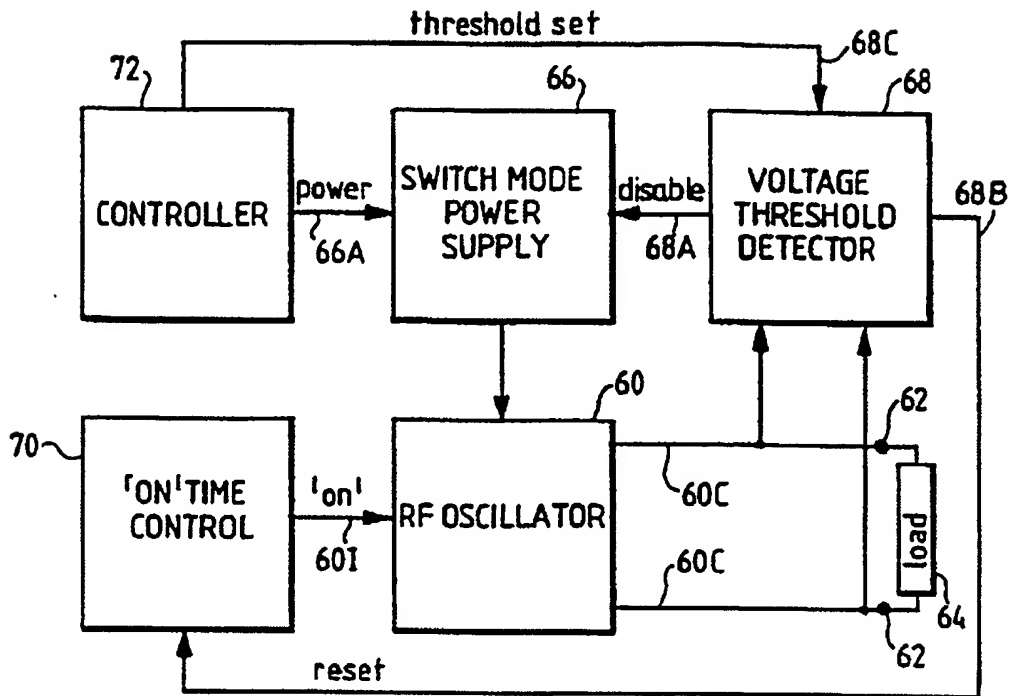 threshold set
68C
72
66
68
CONTROLLER
power
66A
SWITCH MODE
POWER
SUPPLY
disable
68A
VOLTAGE
THRESHOLD
DETECTOR
68B
60
62
70
'ON' TIME
CONTROL
'on'
60I
RF OSCILLATOR
60C
60C
load
64
62
reset